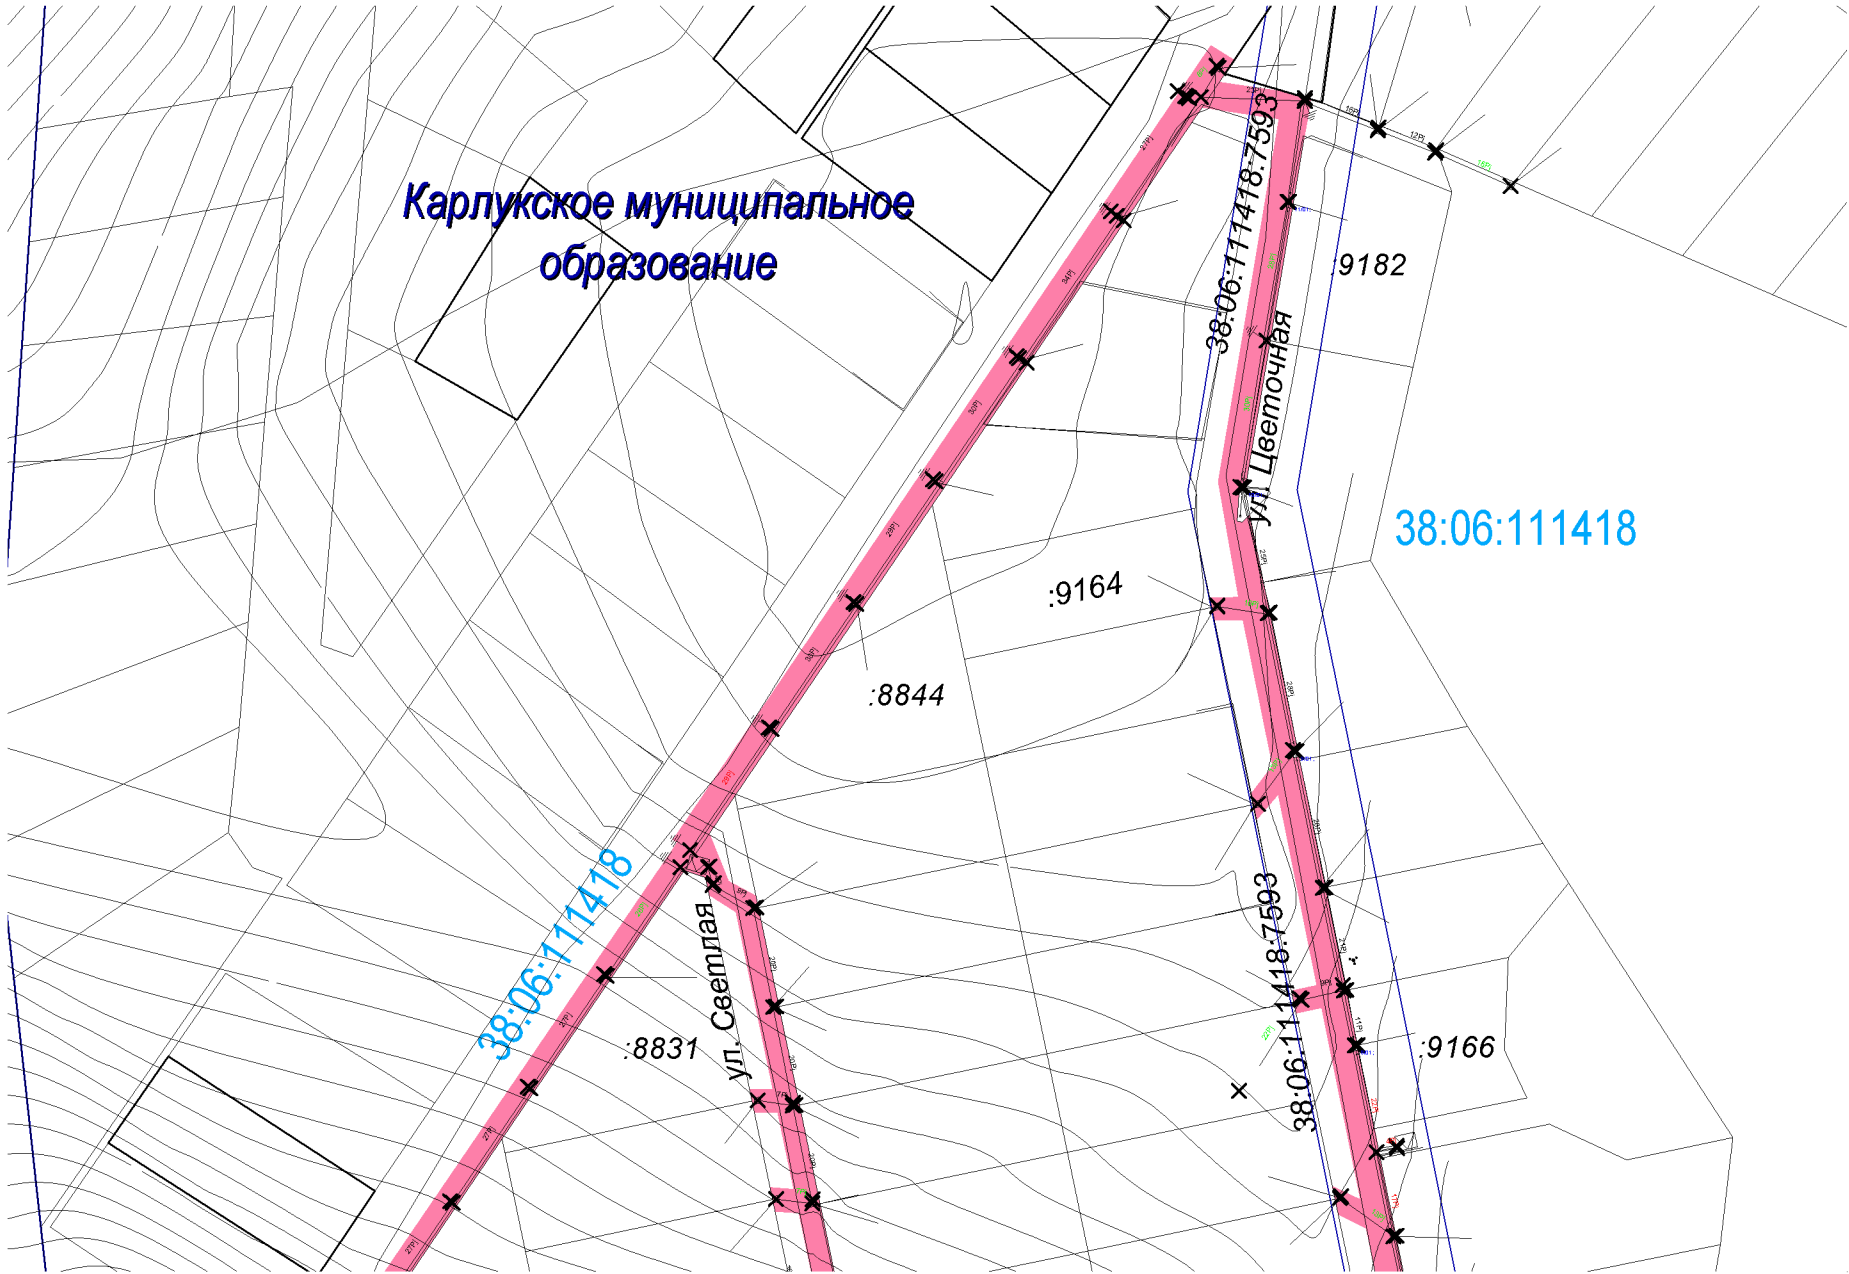 Карлукское муниципальное
образование
38:06:111418:7593
:9182
ул. Цветочная
38:06:111418
:9164
:8844
38:06:111418
ул. Светлая
:8831
38:06:111418:7593
:9166